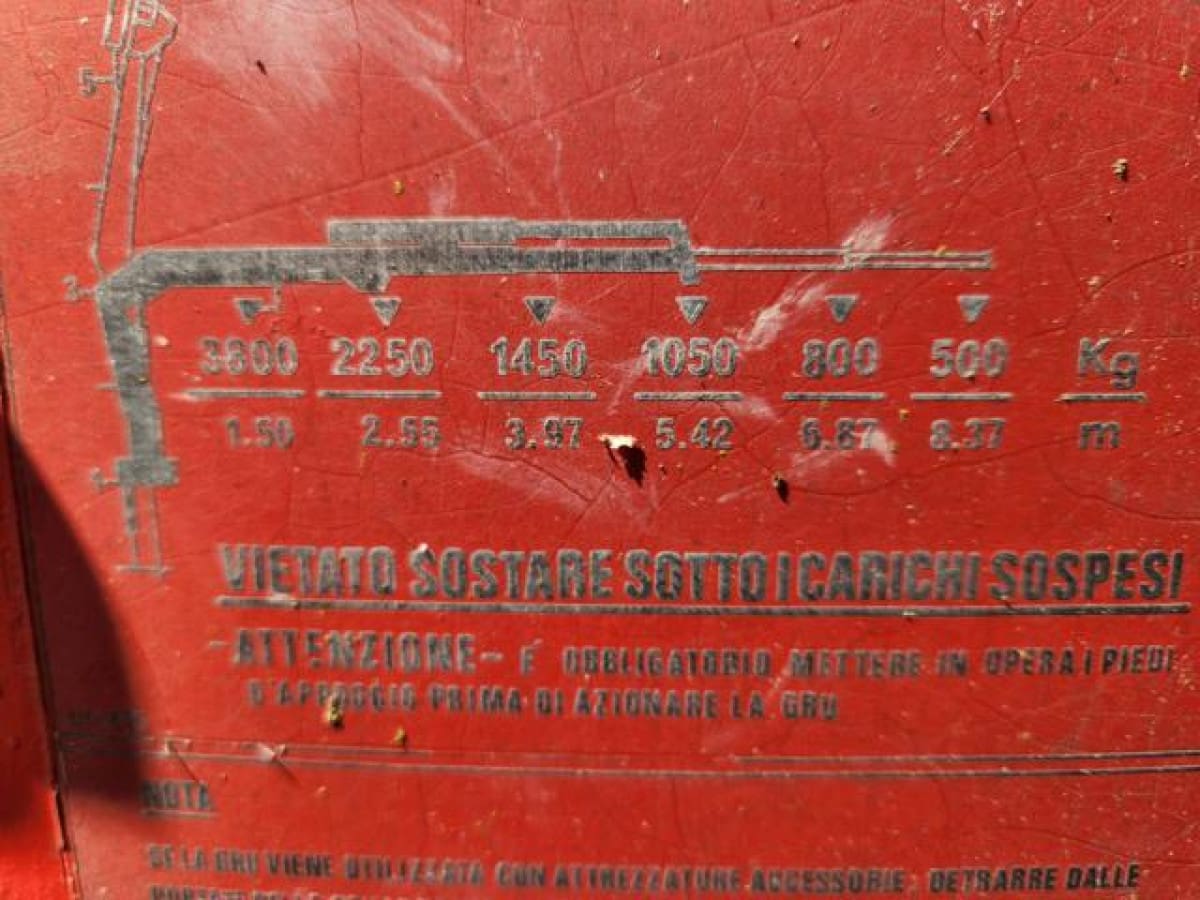 3800 2250 1450 1050 800 500 Kg
1.50 2.55 3.97 5.42 6.87 8.37 m
VIETATO SOSTARE SOTTO I CARICHI SOSPESI
-ATTENZIONE- E' OBBLIGATORIO METTERE IN OPERA I PIEDI
D'APPOGGIO PRIMA DI AZIONARE LA GRU
NOTA
SE LA GRU VIENE UTILIZZATA CON ATTREZZATURE ACCESSORIE, DETRARRE DALLE